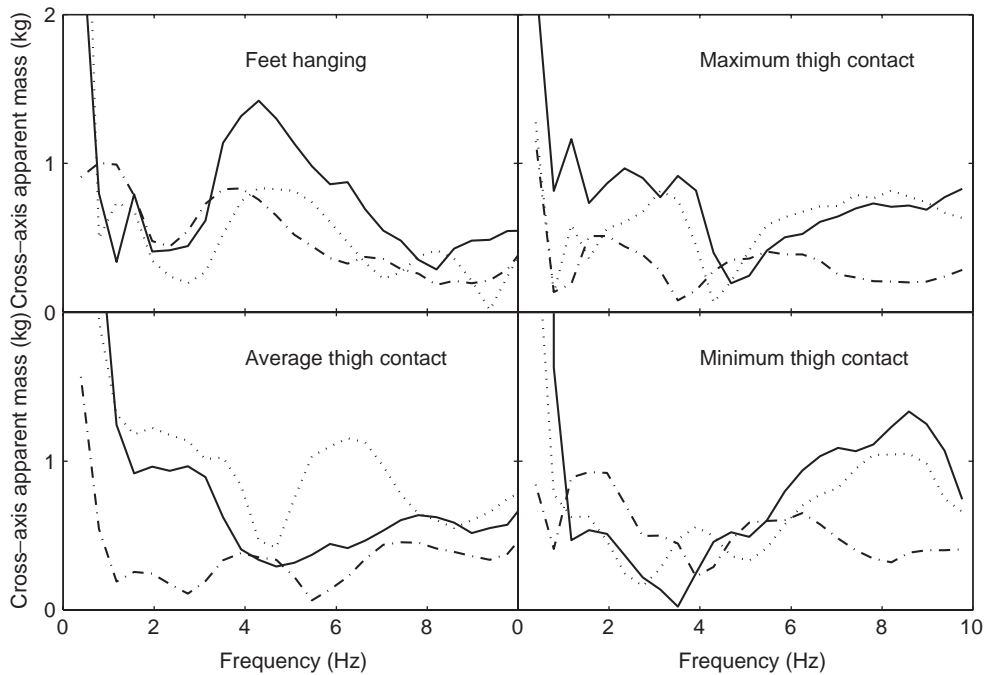 2
Cross−axis apparent mass (kg)
Feet hanging
Maximum thigh contact
1
0
Cross−axis apparent mass (kg)
Average thigh contact
Minimum thigh contact
1
0
0 2 4 6 8 0 2 4 6 8 10
Frequency (Hz) Frequency (Hz)